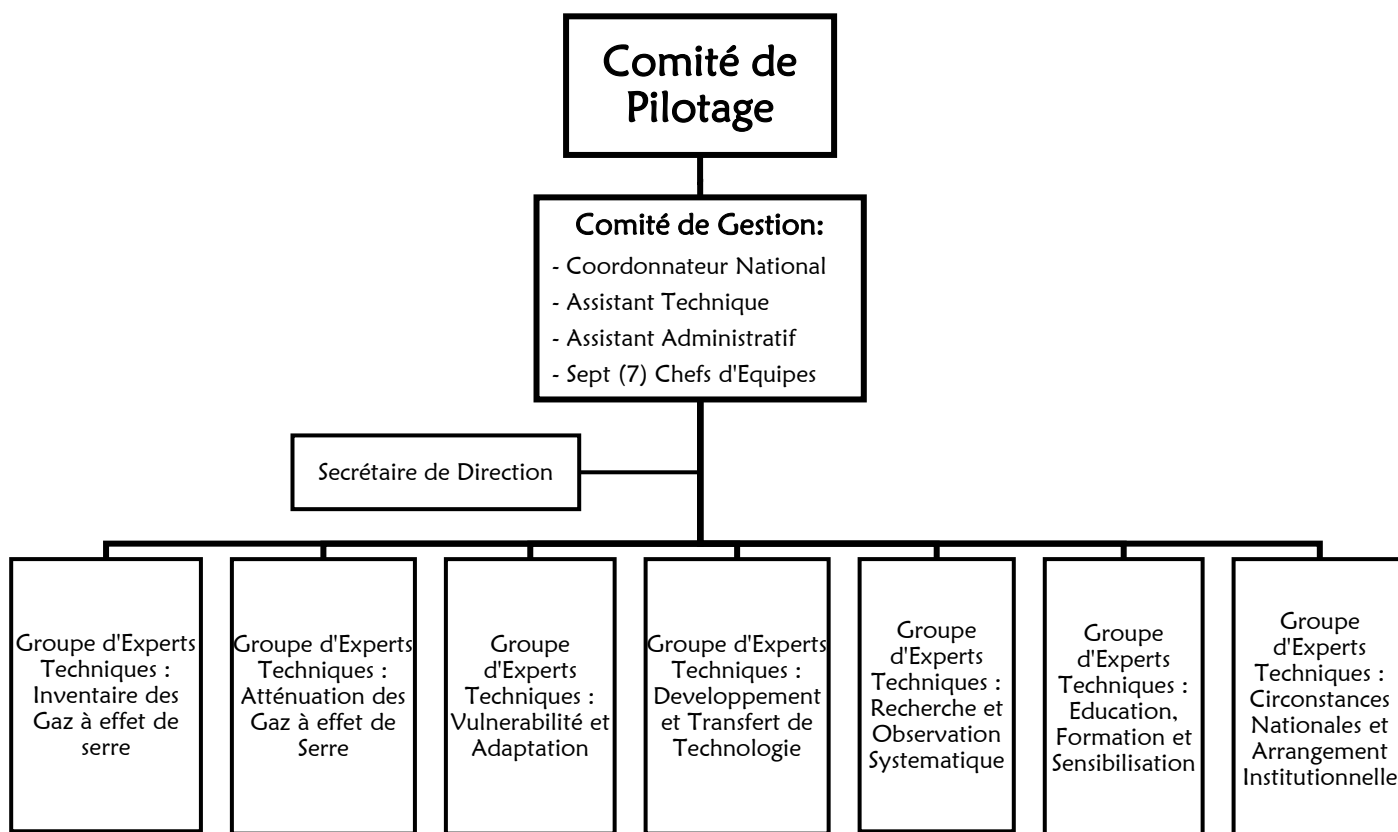 Comité de
Pilotage
Comité de Gestion:
- Coordonnateur National
- Assistant Technique
- Assistant Administratif
- Sept (7) Chefs d'Equipes
Secrétaire de Direction
Groupe d'Experts
Techniques :
Inventaire des
Gaz à effet de
serre
Groupe d'Experts
Techniques :
Atténuation des
Gaz à effet de
Serre
Groupe
d'Experts
Techniques :
Vulnerabilité et
Adaptation
Groupe d'Experts
Techniques :
Developpement
et Transfert de
Technologie
Groupe
d'Experts
Techniques :
Recherche et
Observation
Systematique
Groupe
d'Experts
Techniques :
Education,
Formation et
Sensibilisation
Groupe
d'Experts
Techniques :
Circonstances
Nationales et
Arrangement
Institutionnelle